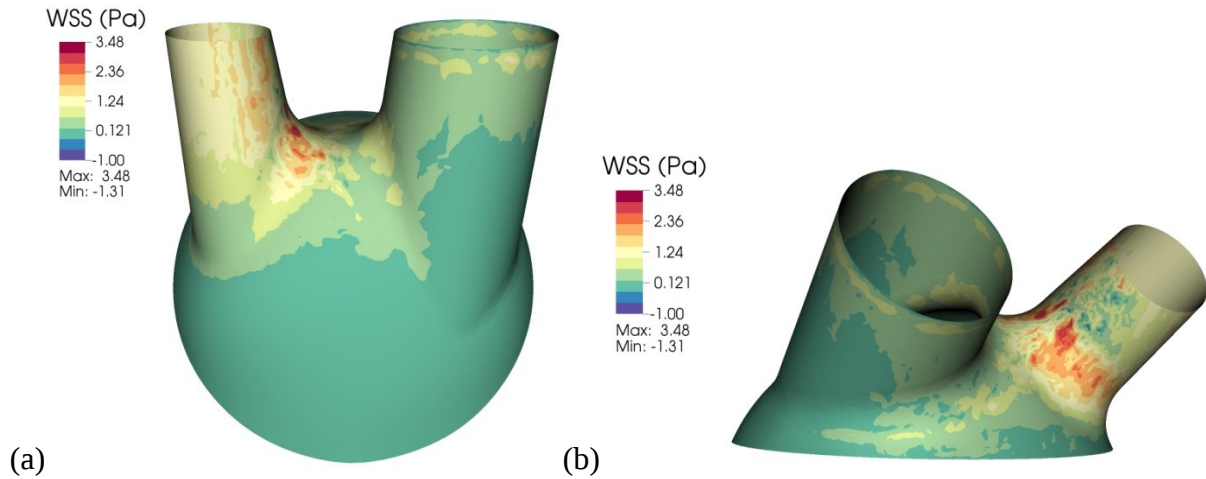 WSS (Pa)
3.48
2.36
1.24
0.121
-1.00
Max: 3.48
Min: -1.31
(a)
WSS (Pa)
3.48
2.36
1.24
0.121
-1.00
Max: 3.48
Min: -1.31
(b)